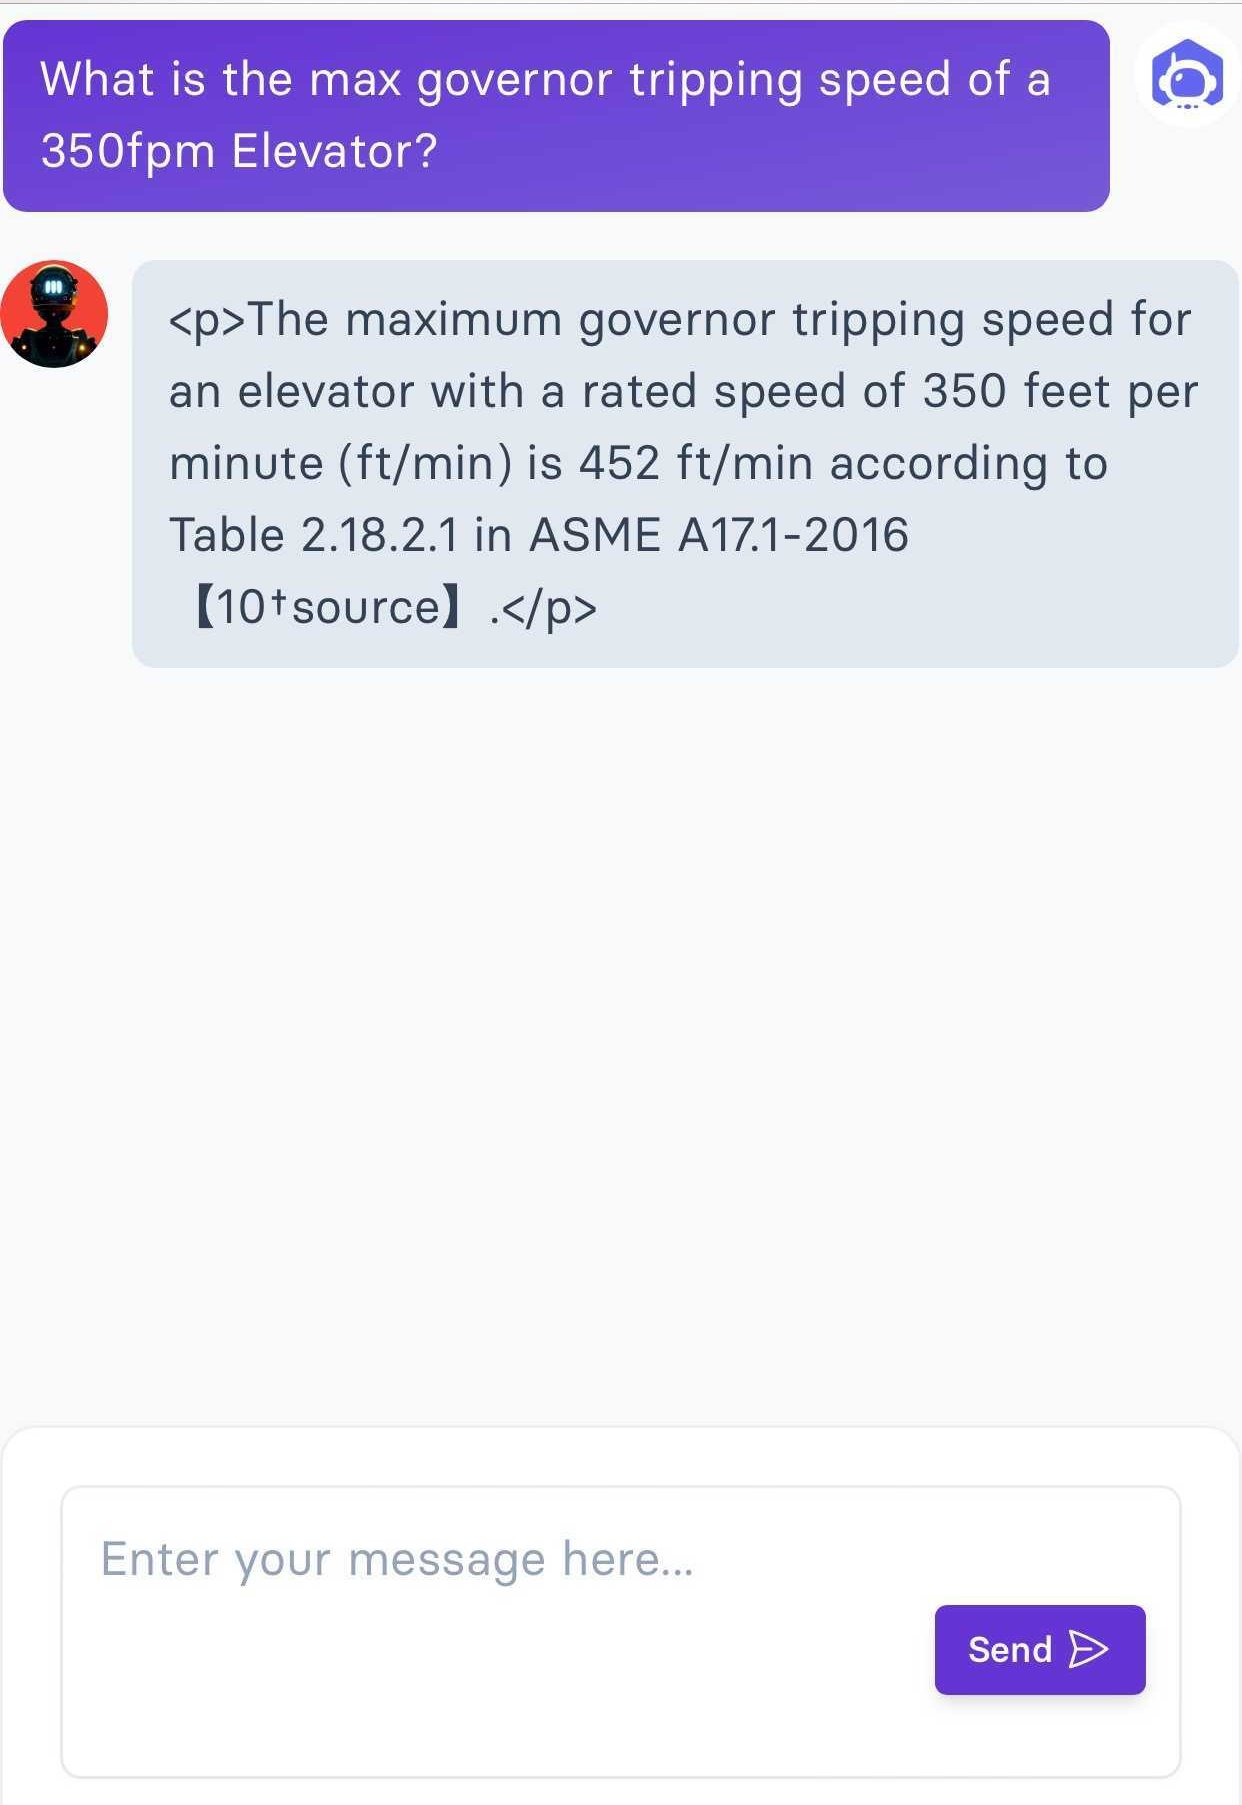 What is the max governor tripping speed of a
350fpm Elevator?
<p>The maximum governor tripping speed for
an elevator with a rated speed of 350 feet per
minute (ft/min) is 452 ft/min according to
Table 2.18.2.1 in ASME A17.1-2016
【10†source】.</p>
Enter your message here...
Send